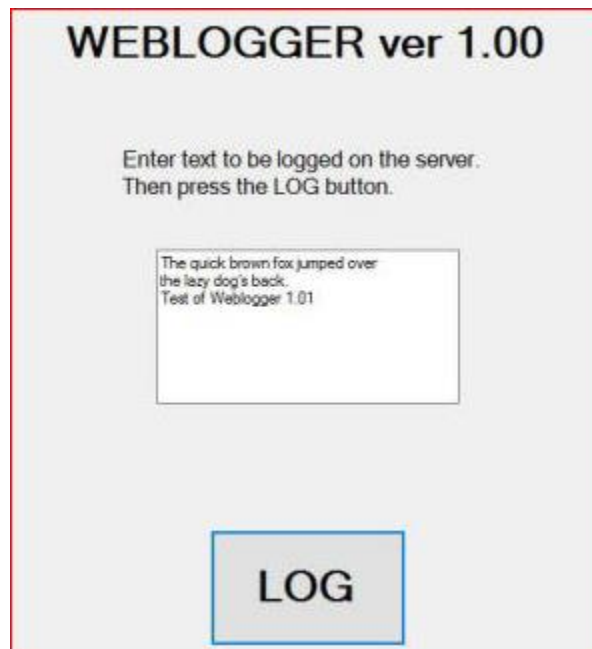 WEBLOGGER ver 1.00
Enter text to be logged on the server.
Then press the LOG button.
The quick brown fox jumped over
the lazy dog's back.
Test of Weblogger 1.01
LOG